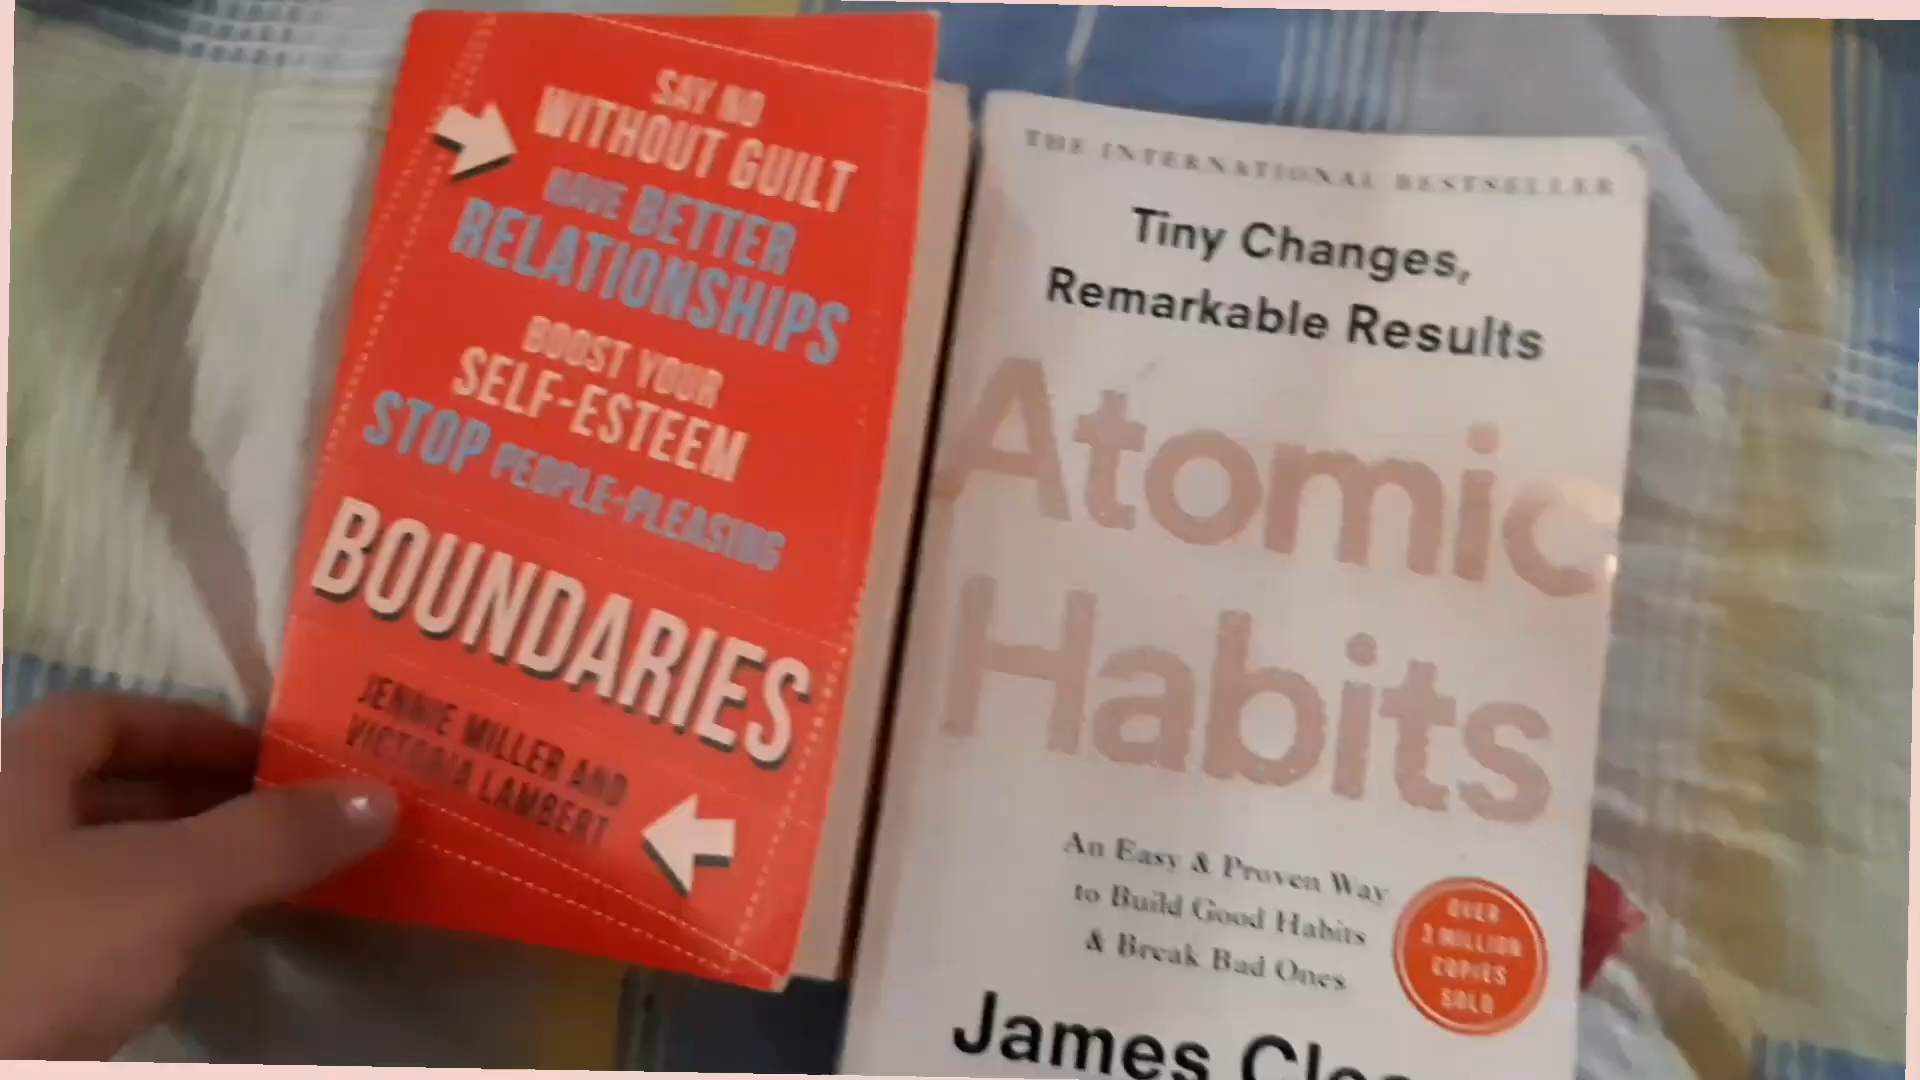 SAY NO
WITHOUT GUILT
HAVE BETTER
RELATIONSHIPS
BOOST YOUR
SELF-ESTEEM
STOP PEOPLE-PLEASING
BOUNDARIES
JENNIE MILLER AND
VICTORIA LAMBERT
THE INTERNATIONAL BESTSELLER
Tiny Changes,
Remarkable Results
Atomic
Habits
An Easy & Proven Way
to Build Good Habits
& Break Bad Ones
OVER
3 MILLION
COPIES
SOLD
James